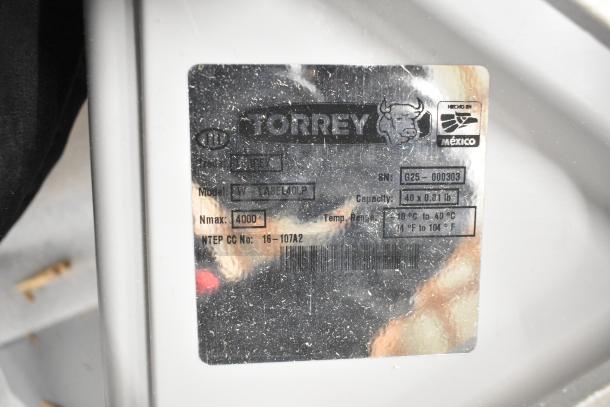 TORREY
HECHO EN
MÉXICO
SN: G25-000303
Model W-LABEL40LP
Capacity: 40 x 0.01 lb
Nmax: 4000
Temp. Range: -10 °C to 40 °C
14 °F to 104 °F
NTEP CC No: 16-107A2